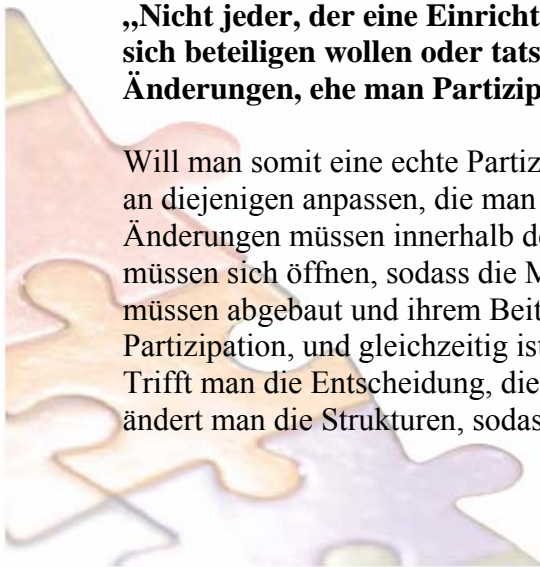 „Nicht jeder, der eine Einricht
sich beteiligen wollen oder tats
Änderungen, ehe man Partizip
Will man somit eine echte Partiz
an diejenigen anpassen, die man
Änderungen müssen innerhalb d
müssen sich öffnen, sodass die M
müssen abgebaut und ihrem Beit
Partizipation, und gleichzeitig ist
Trifft man die Entscheidung, die
ändert man die Strukturen, sodas